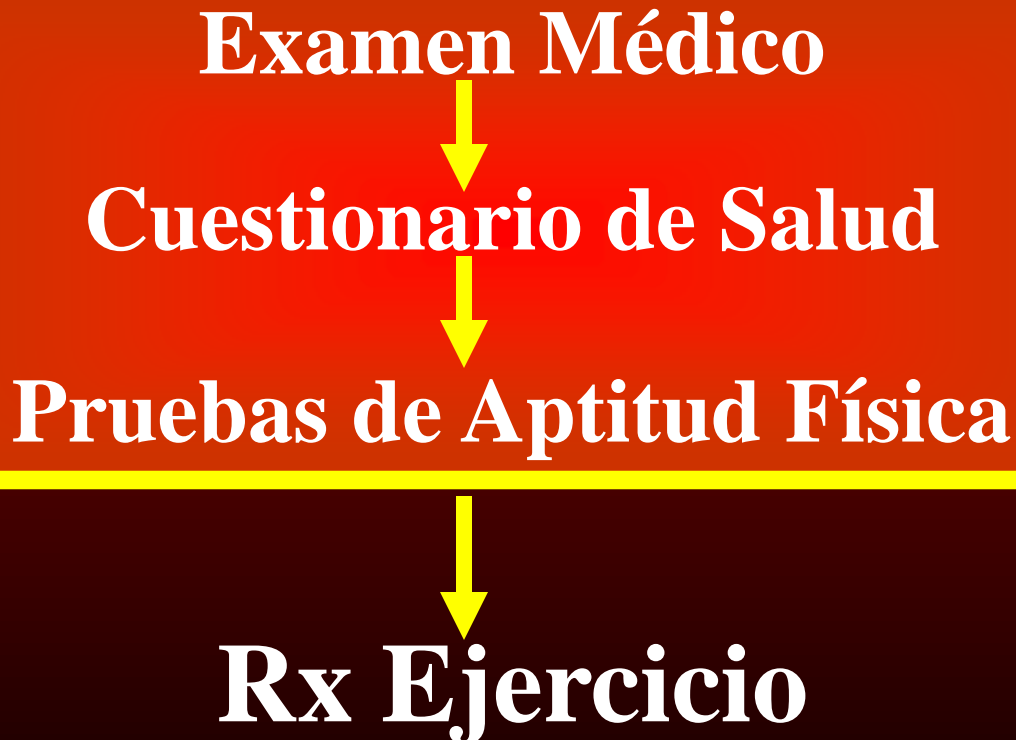 Examen Médico
Cuestionario de Salud
Pruebas de Aptitud Física
Rx Ejercicio